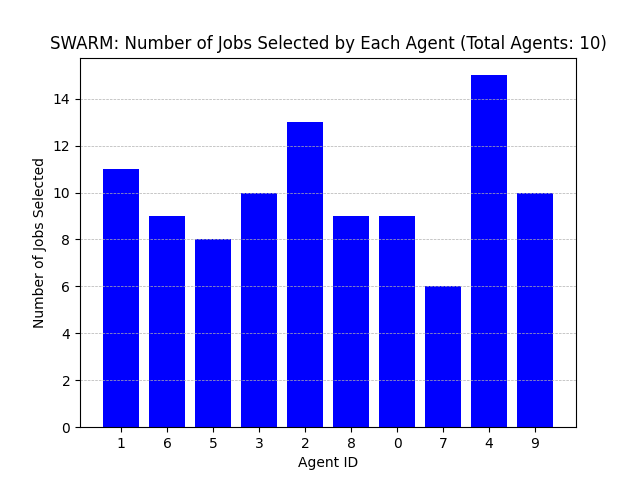 SWARM: Number of Jobs Selected by Each Agent (Total Agents: 10)
Number of Jobs Selected
14
12
10
8
6
4
2
0
1 6 5 3 2 8 0 7 4 9
Agent ID